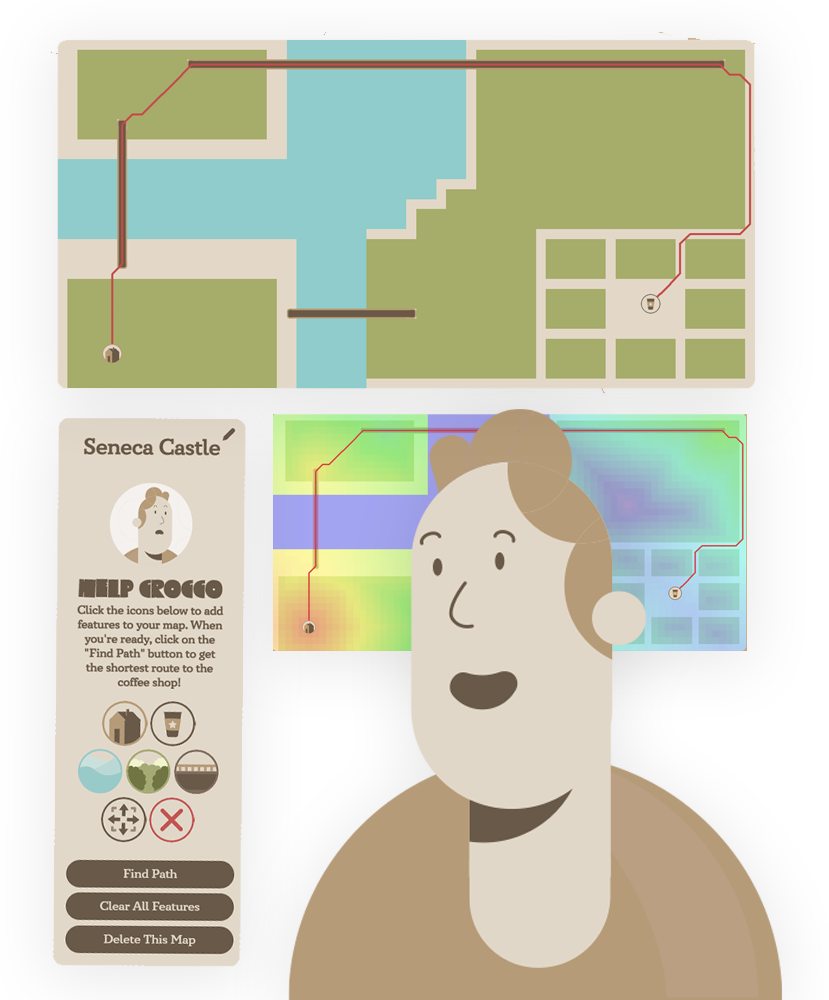 Seneca Castle
HELP CROCCO
Click the icons below to add
features to your map. When
you're ready, click on the
"Find Path" button to get
the shortest route to the
coffee shop!
Find Path
Clear All Features
Delete This Map